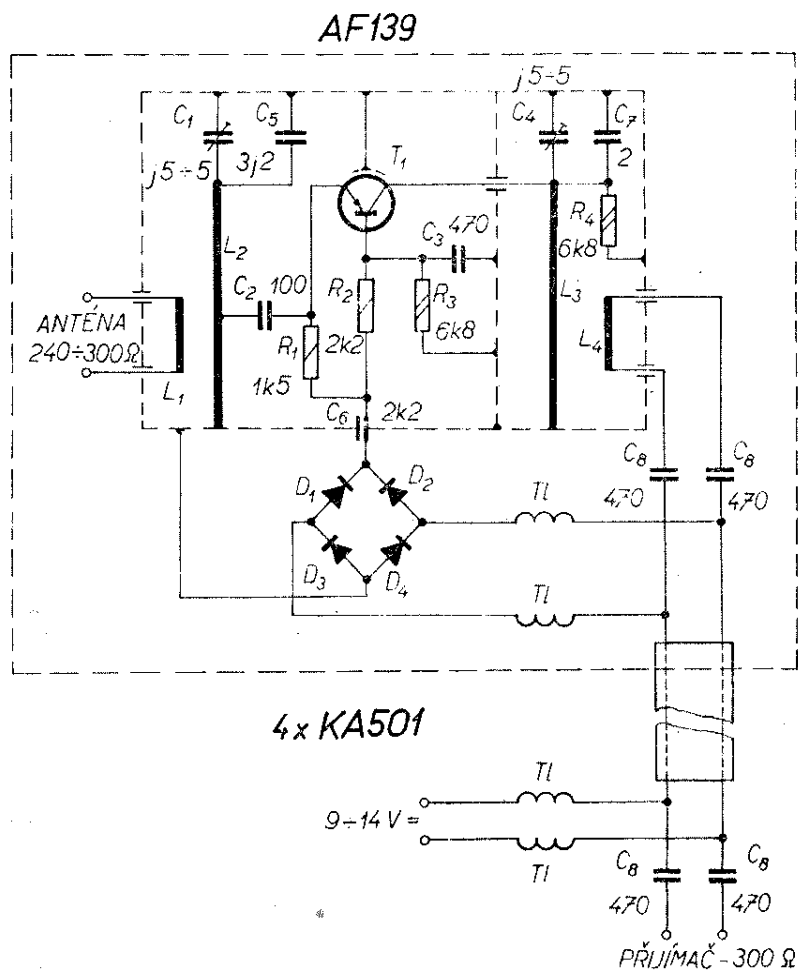 AF139
j5÷5
C1
C5
C4
C7
3j2
T1
2
j5÷5
C3 470
R4
6k8
L2
C2 100
R2
R3
L3
ANTÉNA
240÷300Ω
R1
2k2
6k8
L4
L1
1k5
C6
2k2
C8
C8
D1
D2
Tl
470
470
D3
D4
Tl
4x KA501
Tl
9÷14 V =
Tl
C8
C8
470
470
PŘIJÍMAČ - 300 Ω